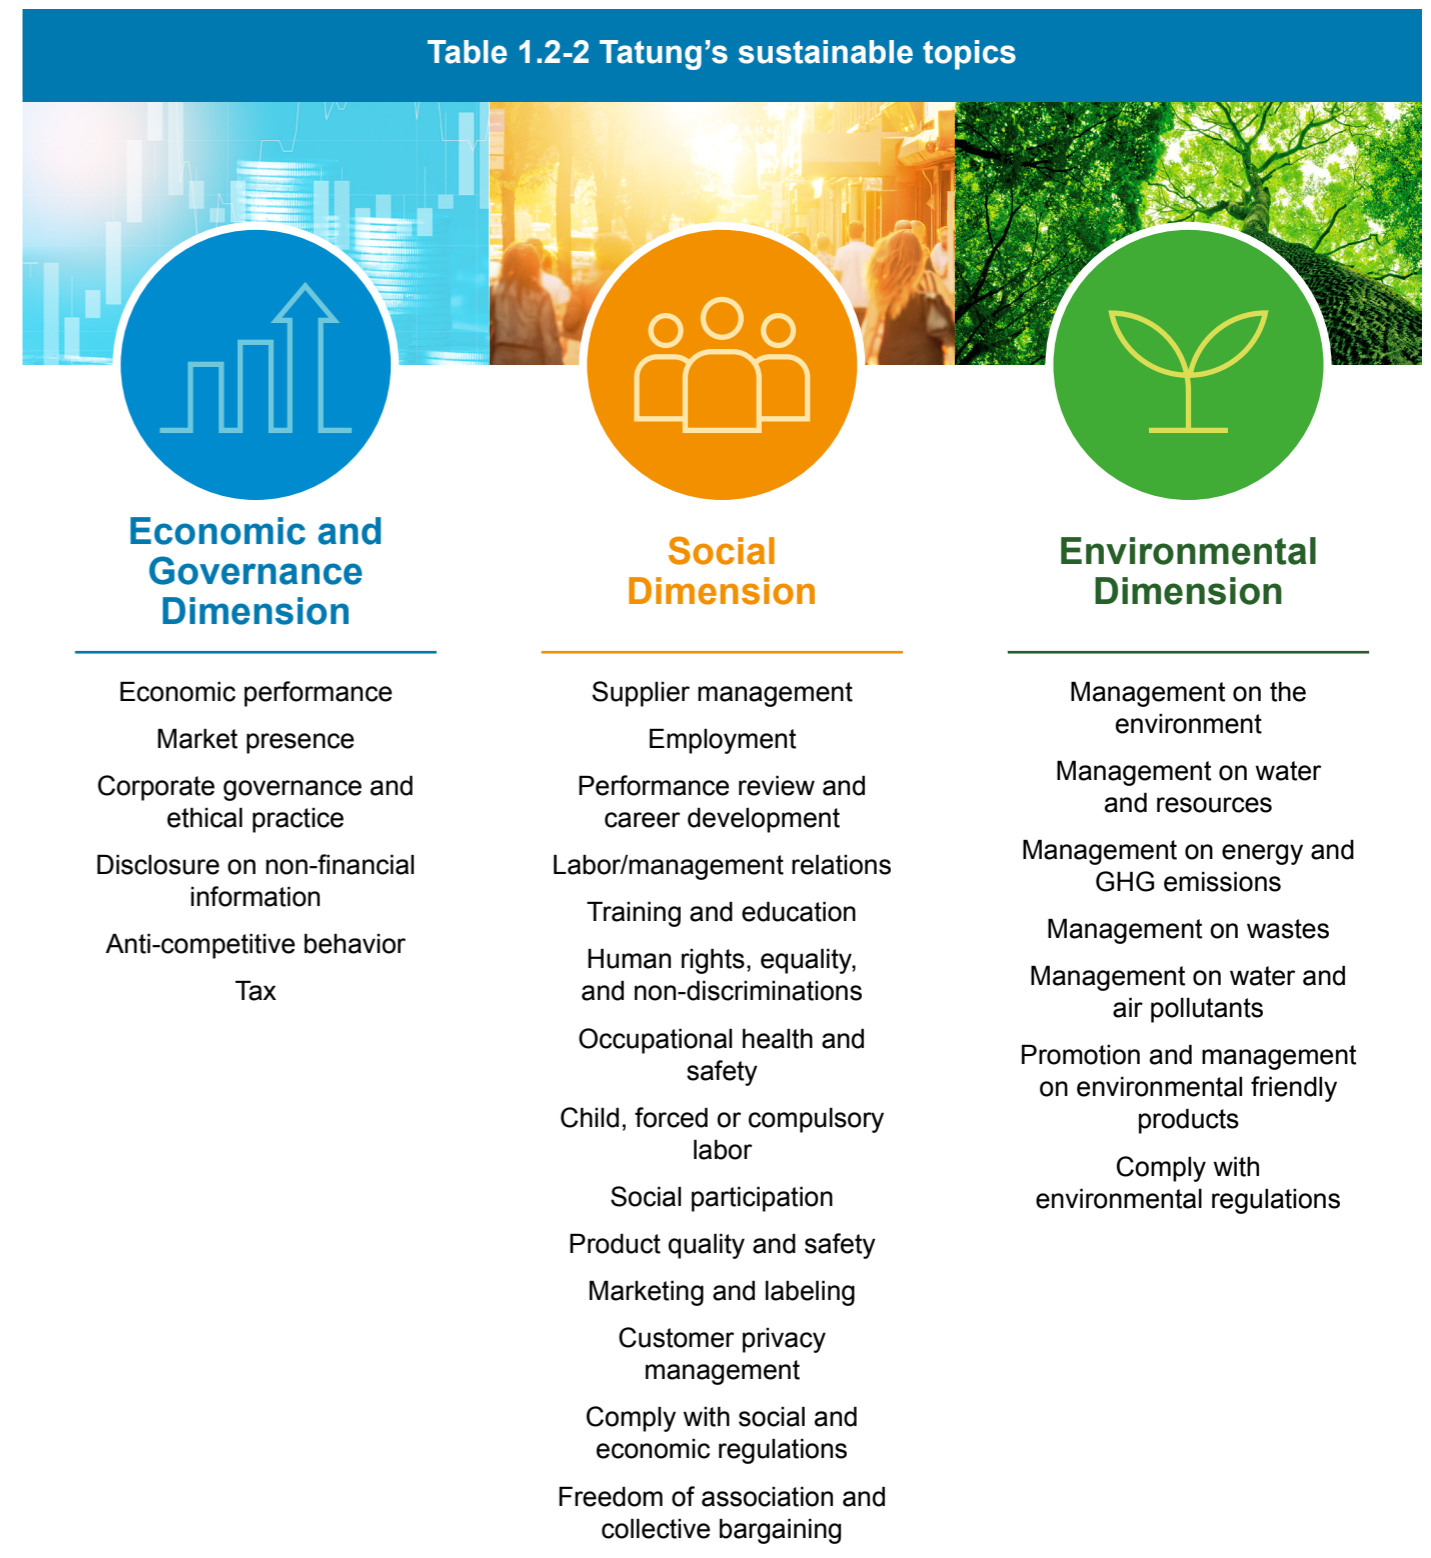 Table 1.2-2 Tatung’s sustainable topics
Economic and
Governance
Dimension
Economic performance
Market presence
Corporate governance and
ethical practice
Disclosure on non-financial
information
Anti-competitive behavior
Tax
Social
Dimension
Supplier management
Employment
Performance review and
career development
Labor/management relations
Training and education
Human rights, equality,
and non-discriminations
Occupational health and
safety
Child, forced or compulsory
labor
Social participation
Product quality and safety
Marketing and labeling
Customer privacy
management
Comply with social and
economic regulations
Freedom of association and
collective bargaining
Environmental
Dimension
Management on the
environment
Management on water
and resources
Management on energy and
GHG emissions
Management on wastes
Management on water and
air pollutants
Promotion and management
on environmental friendly
products
Comply with
environmental regulations